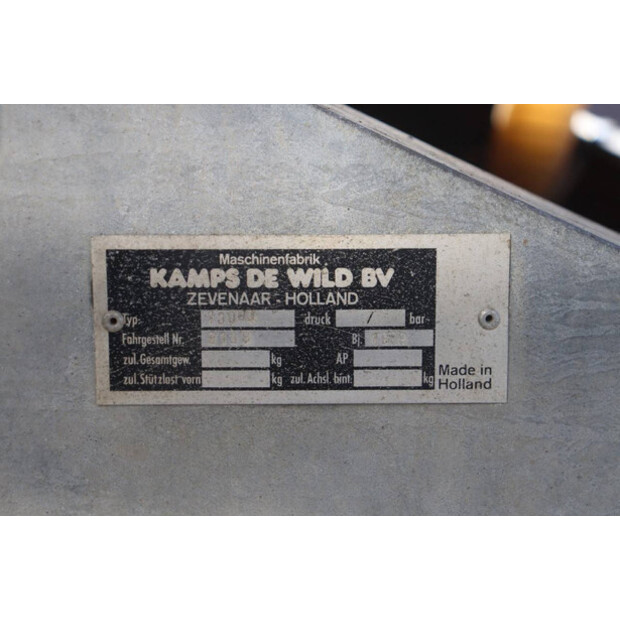 Maschinenfabrik
KAMPS DE WILD BV
ZEVENAAR - HOLLAND
Typ: druck / bar
Fahrgestell Nr. Bj.
zul. Gesamtgew. kg AP
zul. Stützlast vorn kg zul. Achsl. hint. kg
Made in
Holland